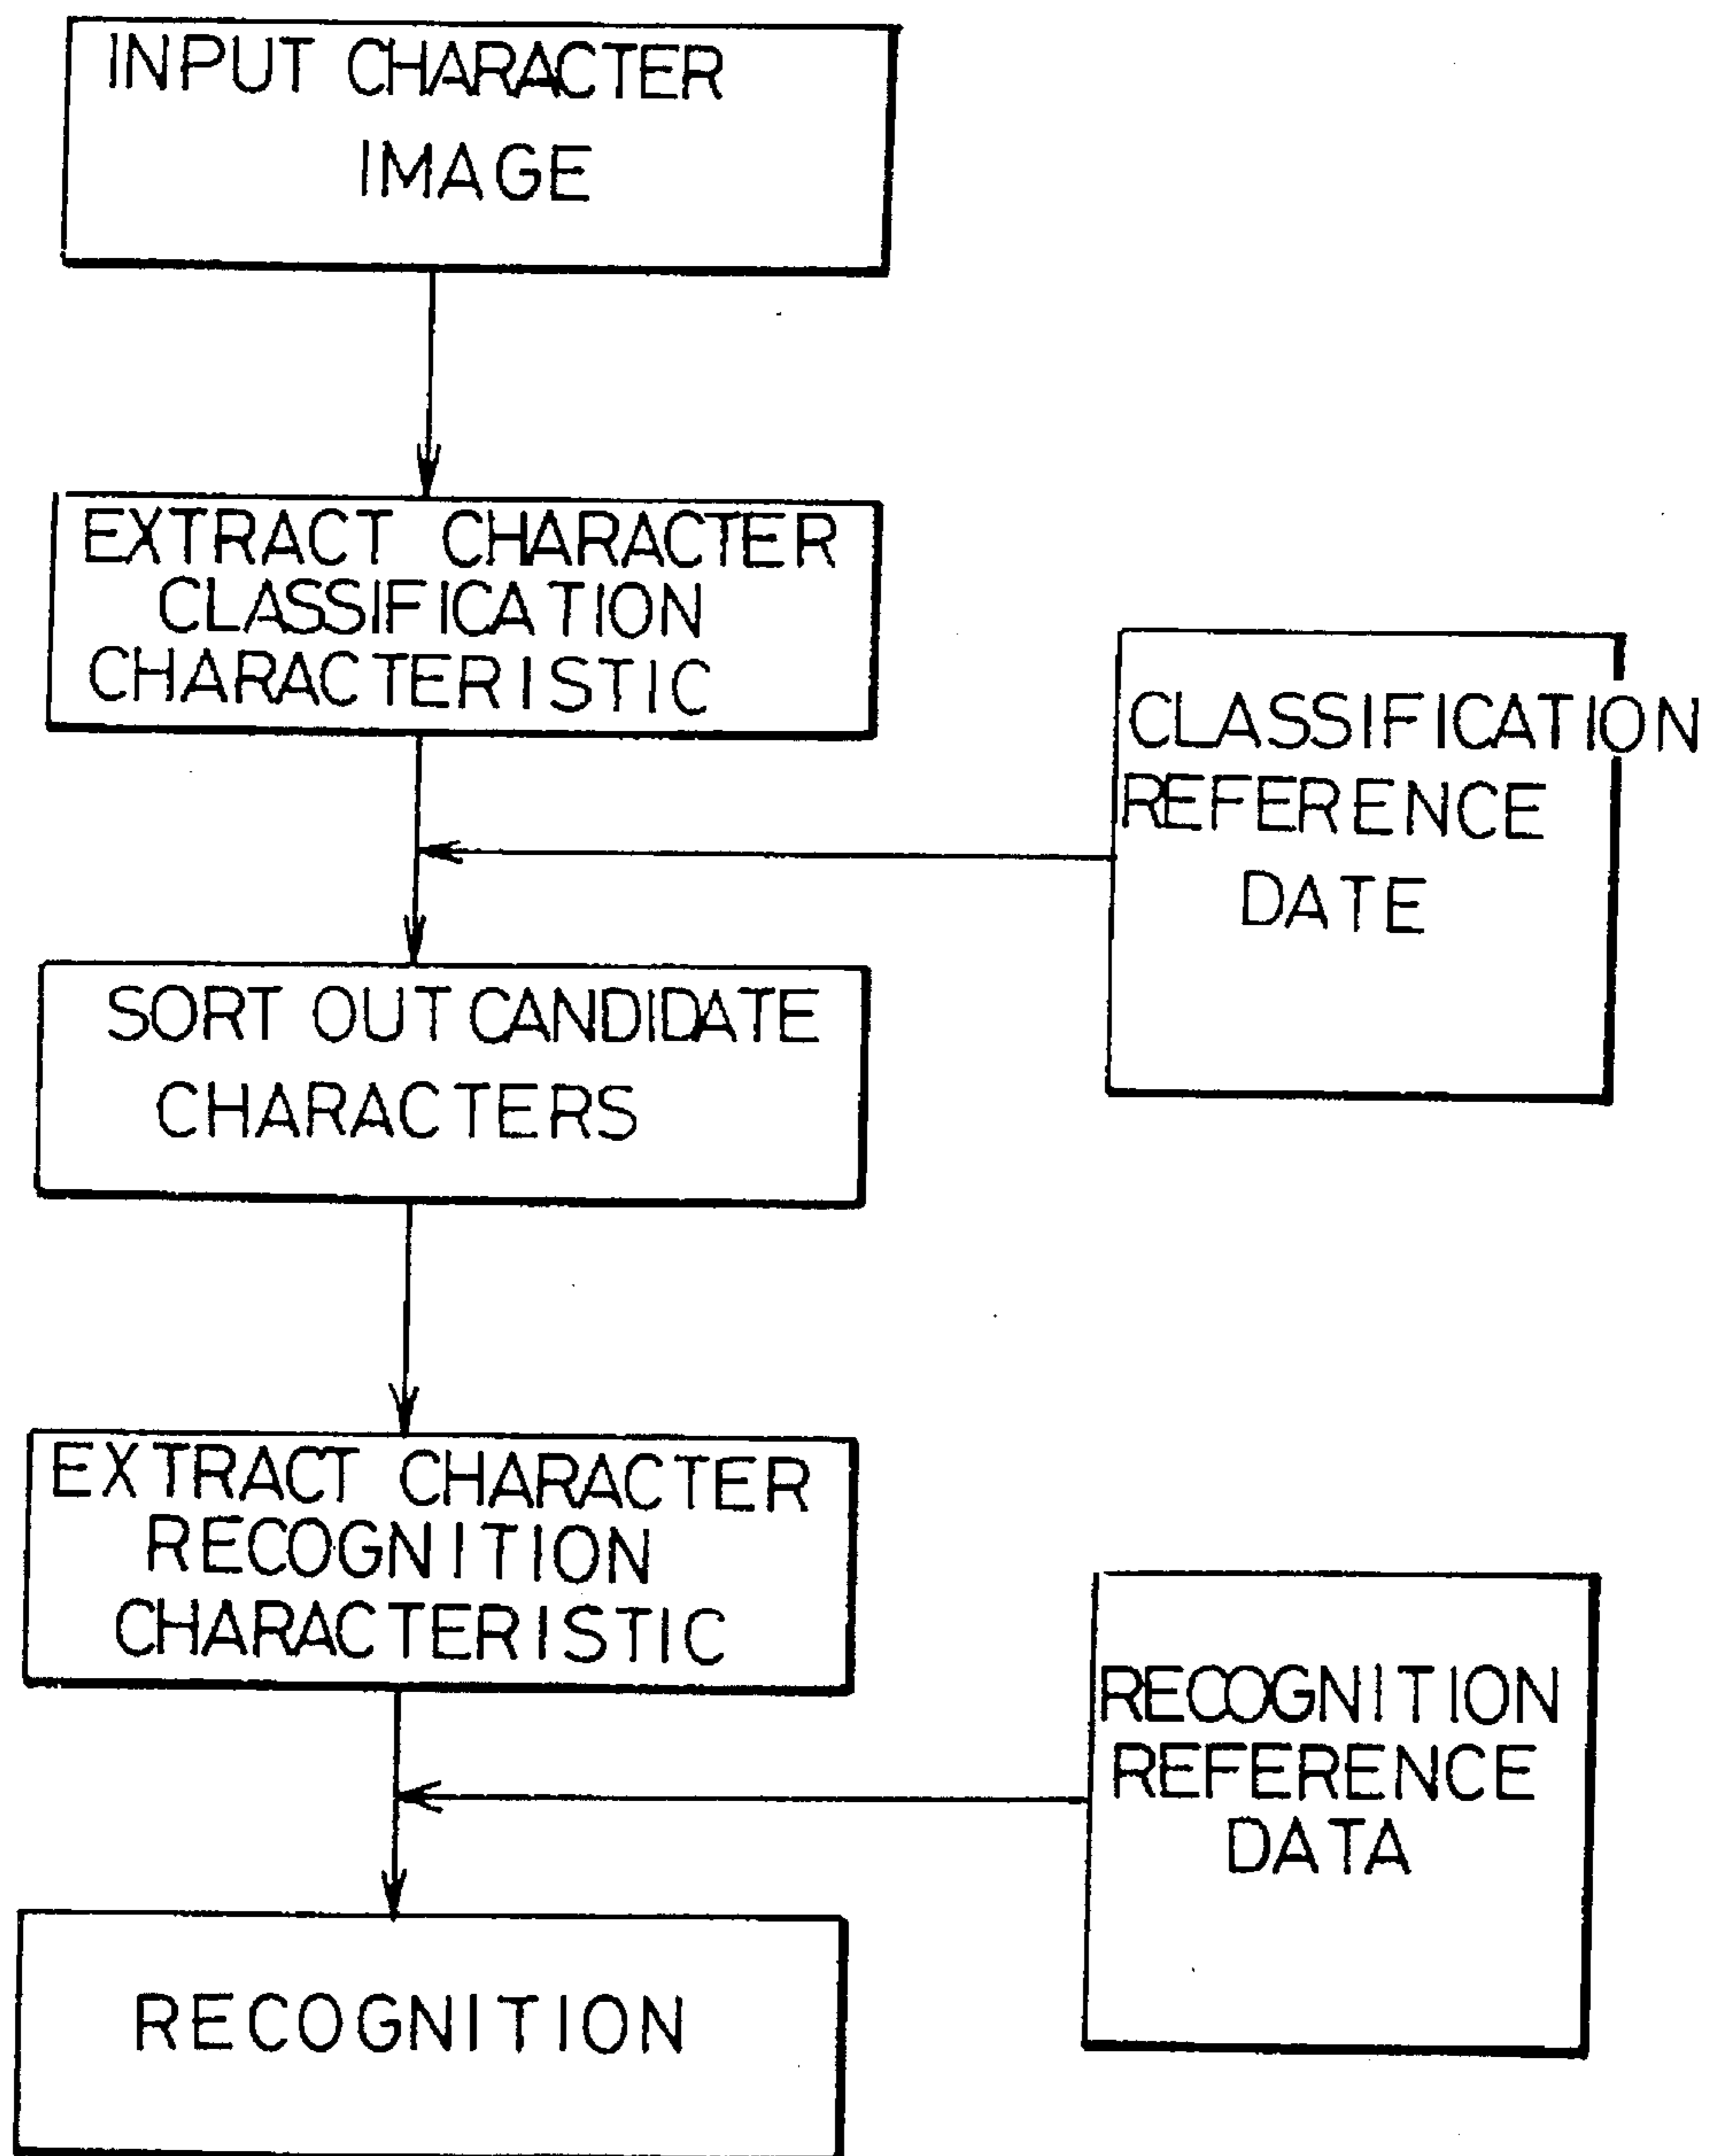 INPUT CHARACTER
IMAGE
EXTRACT CHARACTER
CLASSIFICATION
CHARACTERISTIC
CLASSIFICATION
REFERENCE
DATE
SORT OUT CANDIDATE
CHARACTERS
EXTRACT CHARACTER
RECOGNITION
CHARACTERISTIC
RECOGNITION
REFERENCE
DATA
RECOGNITION